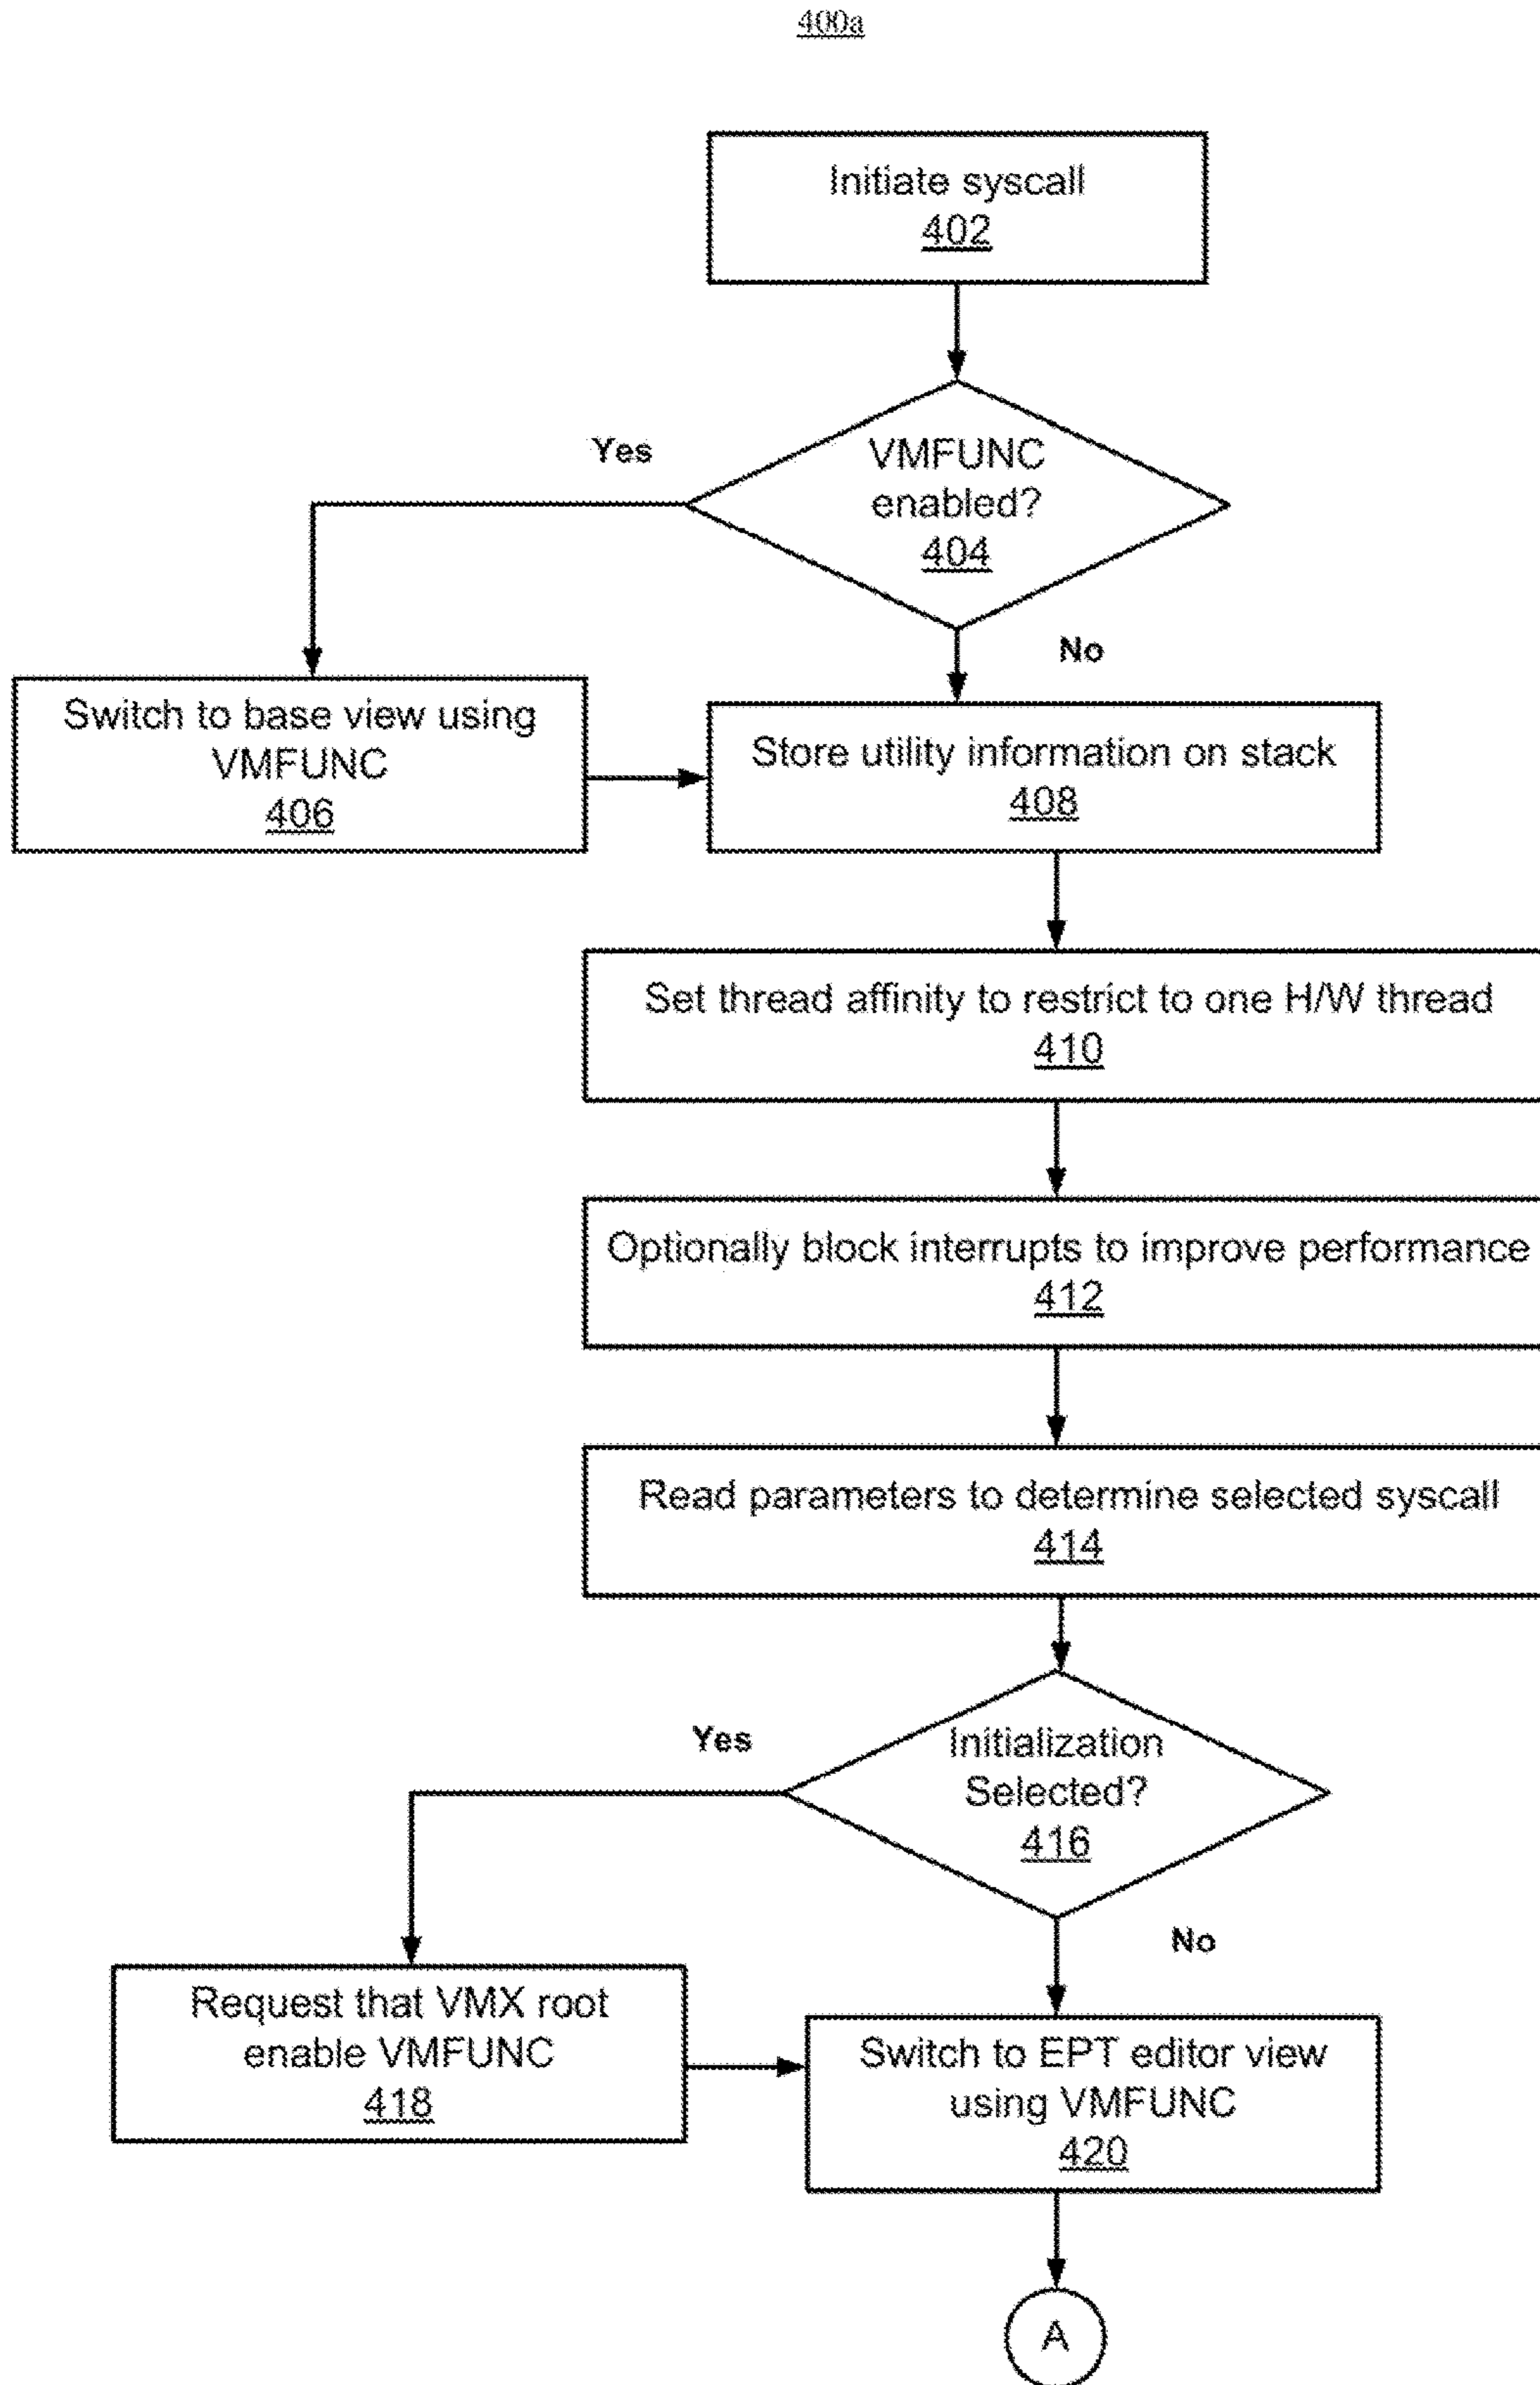 400a
Initiate syscall
402
VMFUNC
enabled?
404
Yes
No
Switch to base view using
VMFUNC
406
Store utility information on stack
408
Set thread affinity to restrict to one H/W thread
410
Optionally block interrupts to improve performance
412
Read parameters to determine selected syscall
414
Initialization
Selected?
416
Yes
No
Request that VMX root
enable VMFUNC
418
Switch to EPT editor view
using VMFUNC
420
A